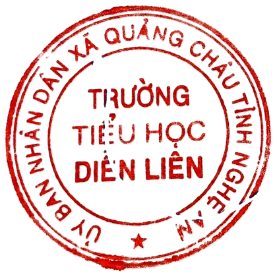 ỦY BAN NHÂN DÂN XÃ QUẢNG CHÂU TỈNH NGHỆ AN
TRƯỜNG
TIỂU HỌC
DIỄN LIÊN